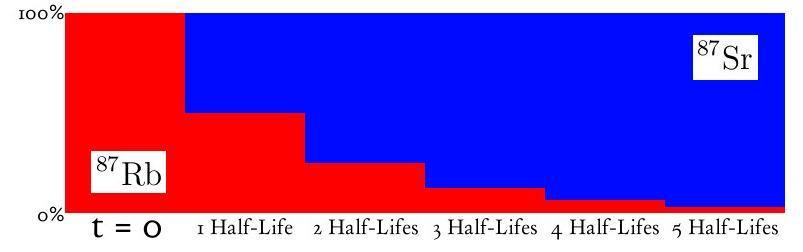 100%
⁸⁷Sr
⁸⁷Rb
0%
t = 0
1 Half-Life
2 Half-Lifes
3 Half-Lifes
4 Half-Lifes
5 Half-Lifes